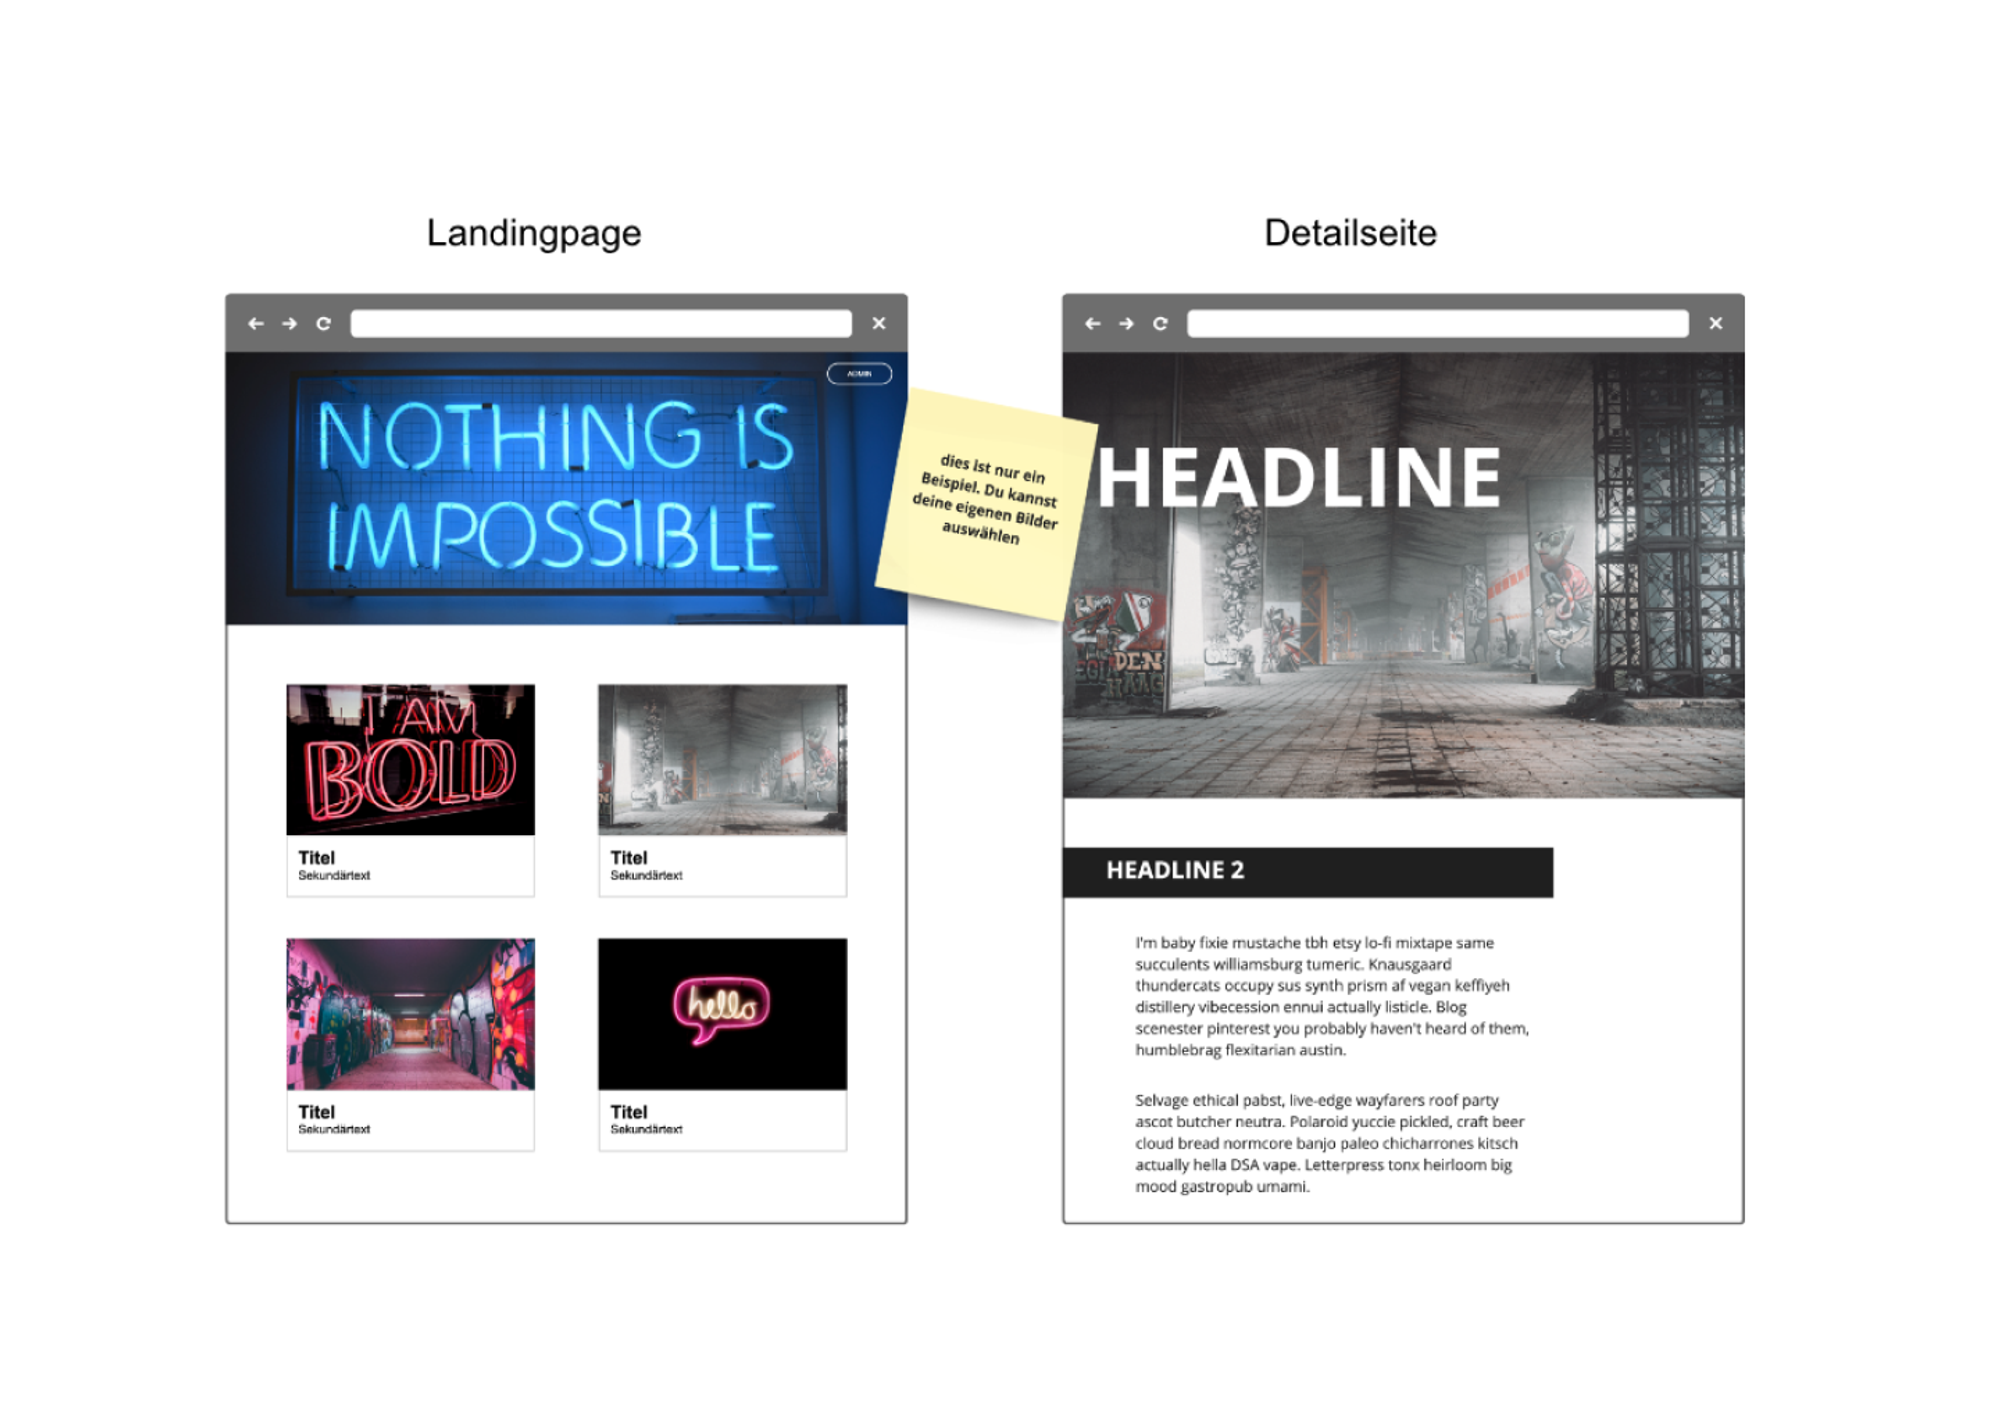 Landingpage
Detailseite
ADMIN
NOTHING IS
IMPOSSIBLE
dies ist nur ein
Beispiel. Du kannst
deine eigenen Bilder
auswählen
I AM
BOLD
Titel
Sekundärtext
Titel
Sekundärtext
hello
Titel
Sekundärtext
Titel
Sekundärtext
HEADLINE
DEN
HAAG
HEADLINE 2
I'm baby fixie mustache tbh etsy lo-fi mixtape same
succulents williamsburg tumeric. Knausgaard
thundercats occupy sus synth prism af vegan keffiyeh
distillery vibecession ennui actually listicle. Blog
scenester pinterest you probably haven't heard of them,
humblebrag flexitarian austin.
Selvage ethical pabst, live-edge wayfarers roof party
ascot butcher neutra. Polaroid yuccie pickled, craft beer
cloud bread normcore banjo paleo chicharrones kitsch
actually hella DSA vape. Letterpress tonx heirloom big
mood gastropub umami.